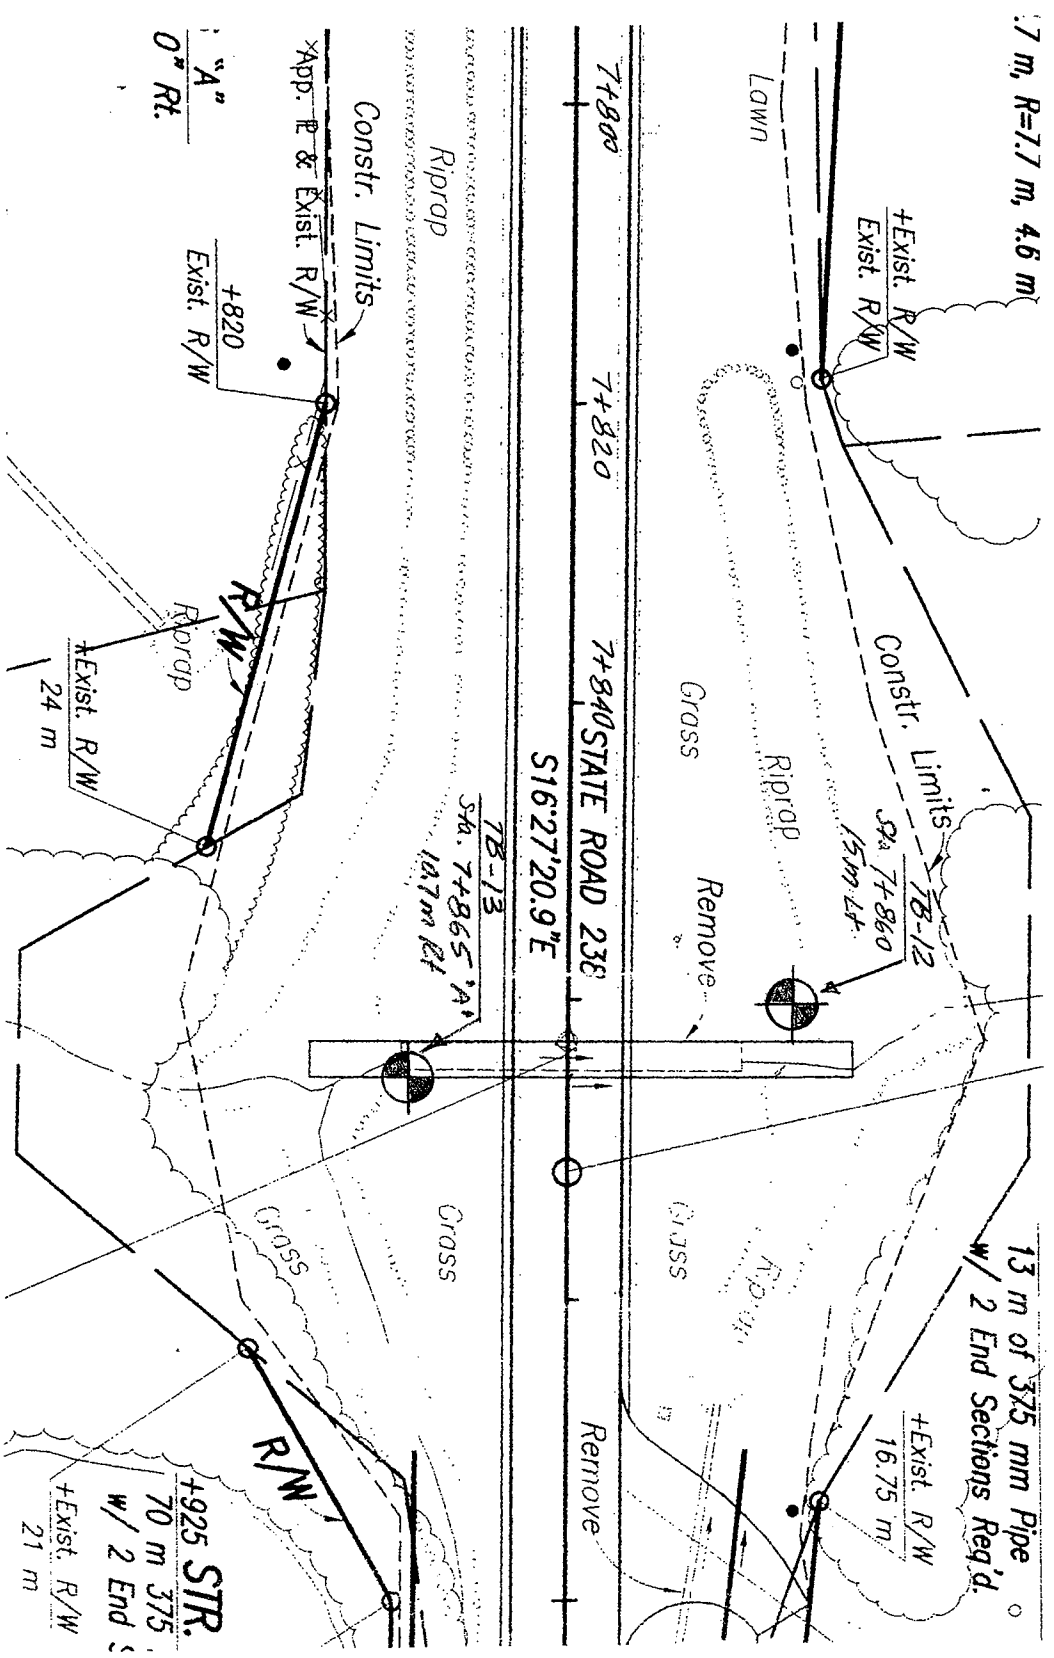 .7 m, R=7.7 m, 4.6 m
+Exist. R/W
Exist. R/W
Lawn
7+800
Riprap
Constr. Limits
App. ᑭ & Exist. R/W
"A"
0" Rt.
+820
Exist. R/W
7+820
Constr. Limits
TB-12
Sta 7+860
15m Lt.
Riprap
Grass
Remove
7+840
STATE ROAD 238
S16°27'20.9"E
TB-13
Sta. 7+865 "A"
10.7m Rt
R/W
Riprap
+Exist. R/W
24 m
13 m of 375 mm Pipe
w/ 2 End Sections Req'd.
+Exist. R/W
16.75 m
Riprap
Grass
Remove
Grass
Grass
R/W
+925 STR.
70 m 375
w/ 2 End S
+Exist. R/W
21 m